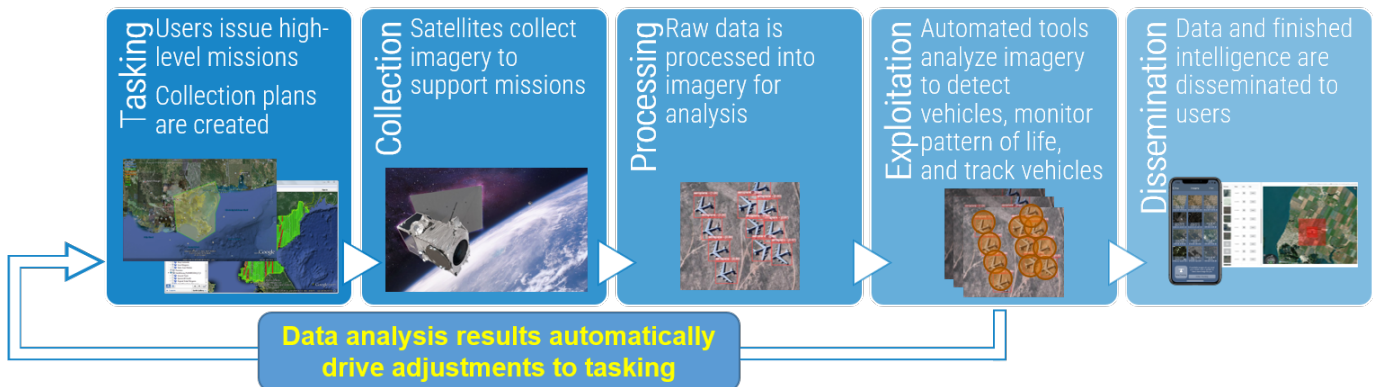 Tasking
Users issue high-
level missions
Collection plans
are created
Collection
Satellites collect
imagery to
support missions
Processing
Raw data is
processed into
imagery for
analysis
Exploitation
Automated tools
analyze imagery
to detect
vehicles, monitor
pattern of life,
and track vehicles
Dissemination
Data and finished
intelligence are
disseminated to
users
Data analysis results automatically
drive adjustments to tasking